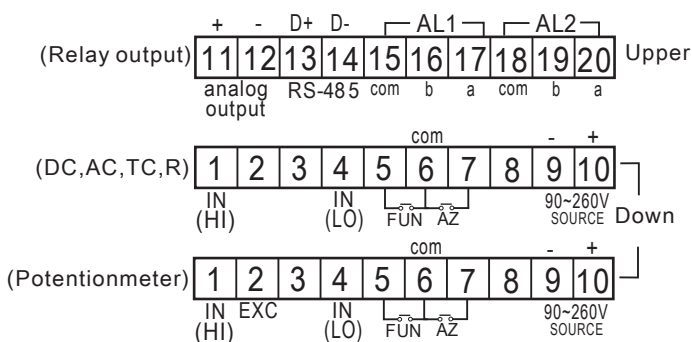 + - D+ D- AL1 AL2
(Relay output) 11 12 13 14 15 16 17 18 19 20 Upper
analog output RS-485 com b a com b a
com - +
(DC,AC,TC,R) 1 2 3 4 5 6 7 8 9 10
IN (HI) IN (LO) FUN AZ 90~260V SOURCE Down
com - +
(Potentionmeter) 1 2 3 4 5 6 7 8 9 10
IN (HI) EXC IN (LO) FUN AZ 90~260V SOURCE